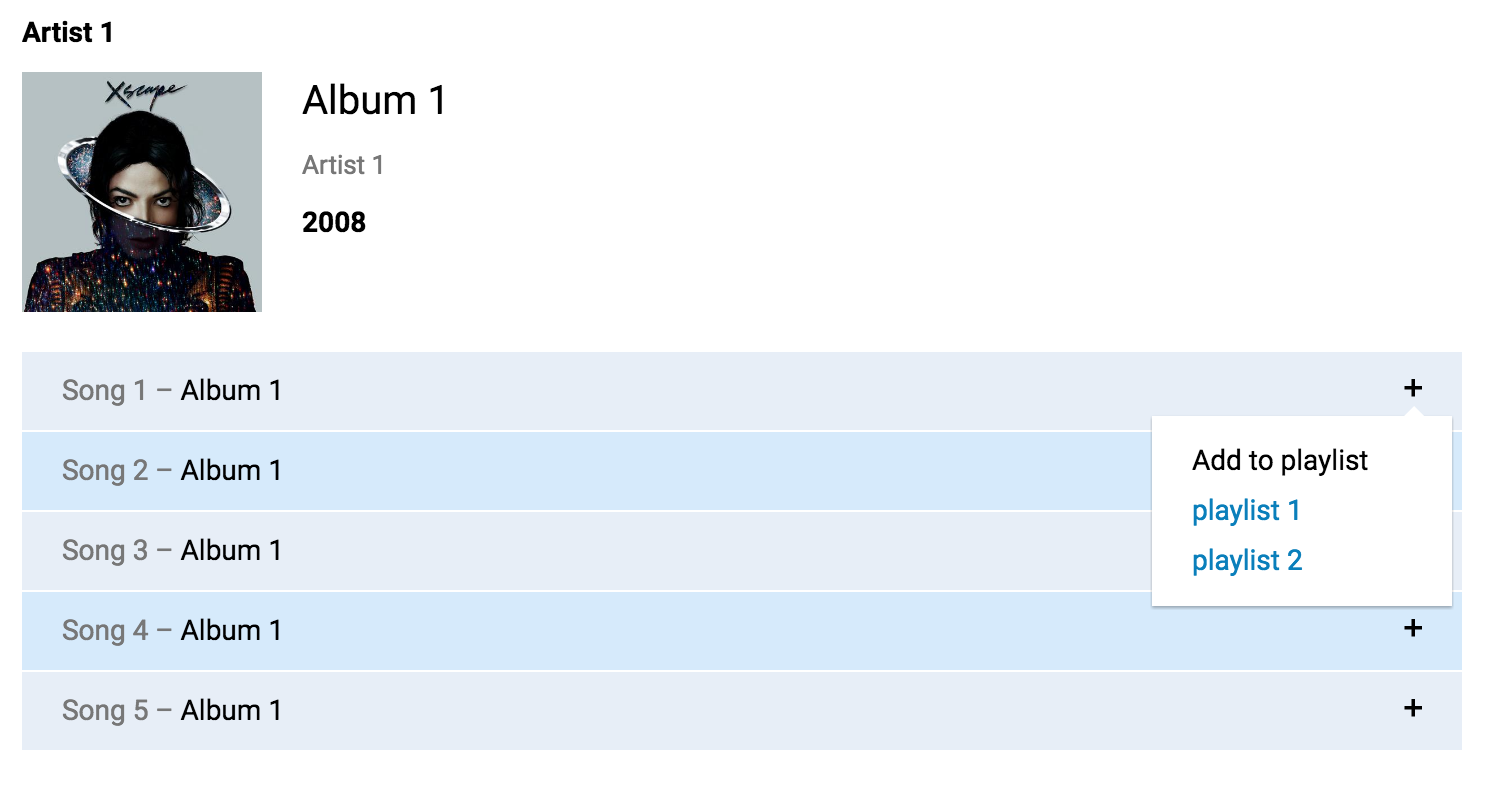 Artist 1
Xscape
Album 1
Artist 1
2008
Song 1 – Album 1 +
Add to playlist
playlist 1
playlist 2
Song 2 – Album 1
Song 3 – Album 1
Song 4 – Album 1 +
Song 5 – Album 1 +